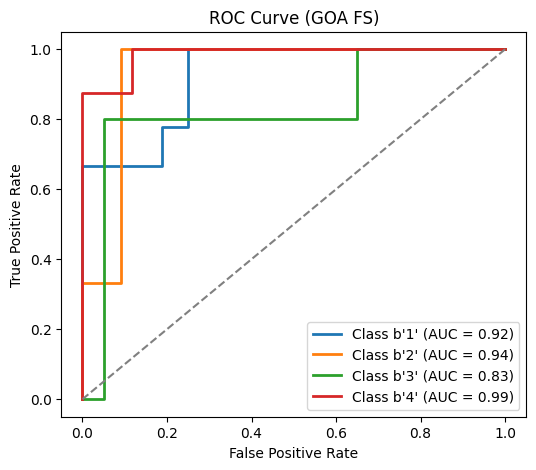 ROC Curve (GOA FS)
True Positive Rate
1.0
0.8
0.6
0.4
0.2
0.0
Class b'1' (AUC = 0.92)
Class b'2' (AUC = 0.94)
Class b'3' (AUC = 0.83)
Class b'4' (AUC = 0.99)
0.0 0.2 0.4 0.6 0.8 1.0
False Positive Rate